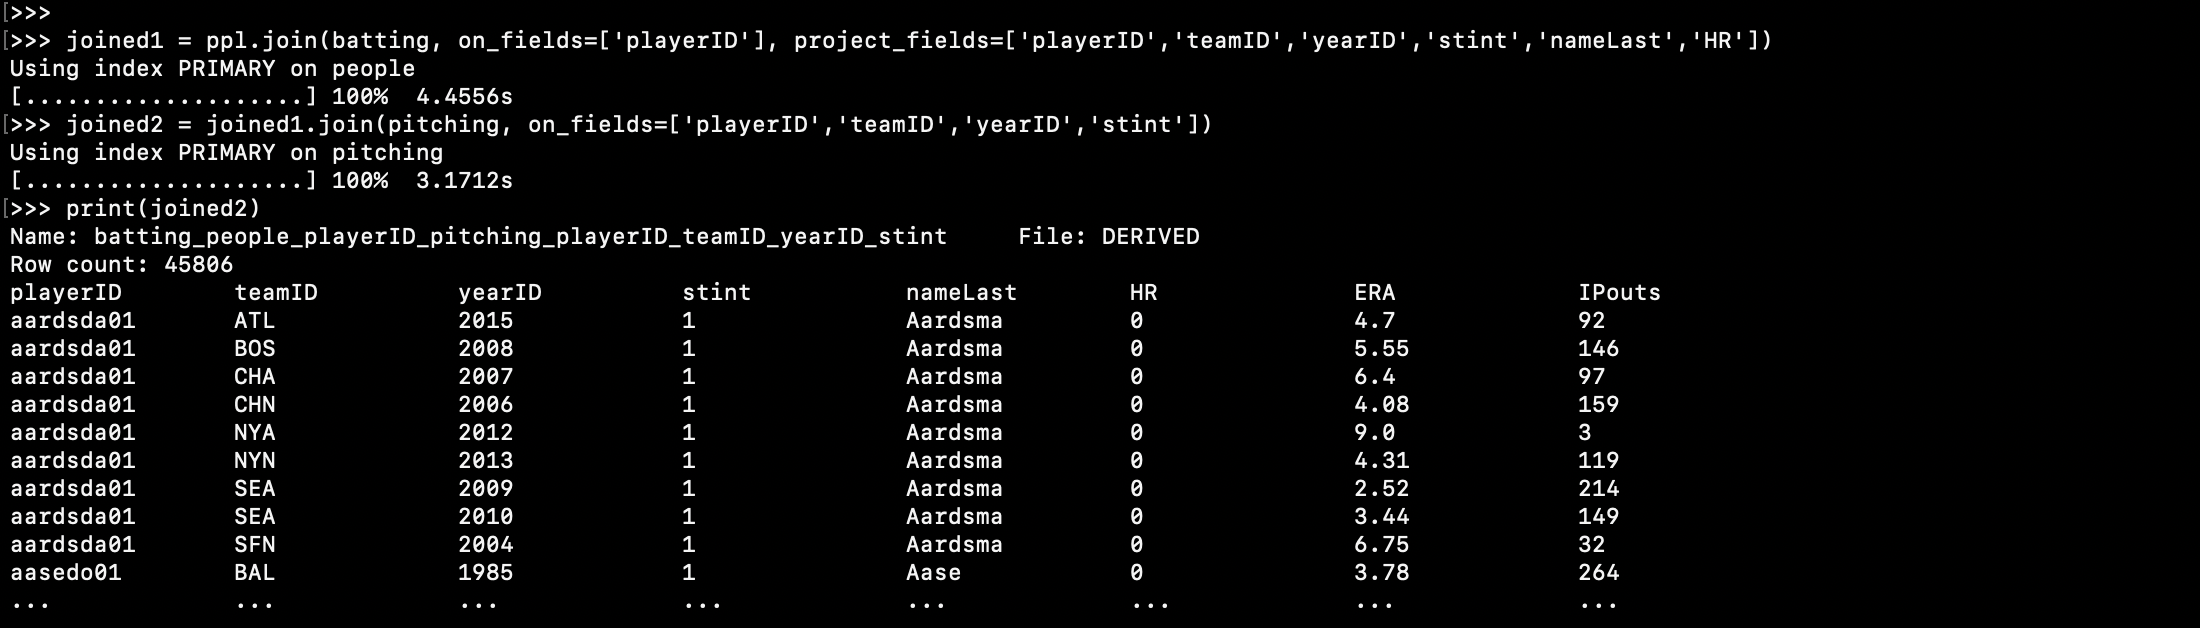 [>>>
[>>> joined1 = ppl.join(batting, on_fields=['playerID'], project_fields=['playerID','teamID','yearID','stint','nameLast','HR'])
Using index PRIMARY on people
[....................] 100%  4.4556s
[>>> joined2 = joined1.join(pitching, on_fields=['playerID','teamID','yearID','stint'])
Using index PRIMARY on pitching
[....................] 100%  3.1712s
[>>> print(joined2)
Name: batting_people_playerID_pitching_playerID_teamID_yearID_stint     File: DERIVED
Row count: 45806
playerID        teamID          yearID          stint           nameLast        HR              ERA             IPouts
aardsda01       ATL             2015            1               Aardsma         0               4.7             92
aardsda01       BOS             2008            1               Aardsma         0               5.55            146
aardsda01       CHA             2007            1               Aardsma         0               6.4             97
aardsda01       CHN             2006            1               Aardsma         0               4.08            159
aardsda01       NYA             2012            1               Aardsma         0               9.0             3
aardsda01       NYN             2013            1               Aardsma         0               4.31            119
aardsda01       SEA             2009            1               Aardsma         0               2.52            214
aardsda01       SEA             2010            1               Aardsma         0               3.44            149
aardsda01       SFN             2004            1               Aardsma         0               6.75            32
aasedo01        BAL             1985            1               Aase            0               3.78            264
...             ...             ...             ...             ...             ...             ...             ...